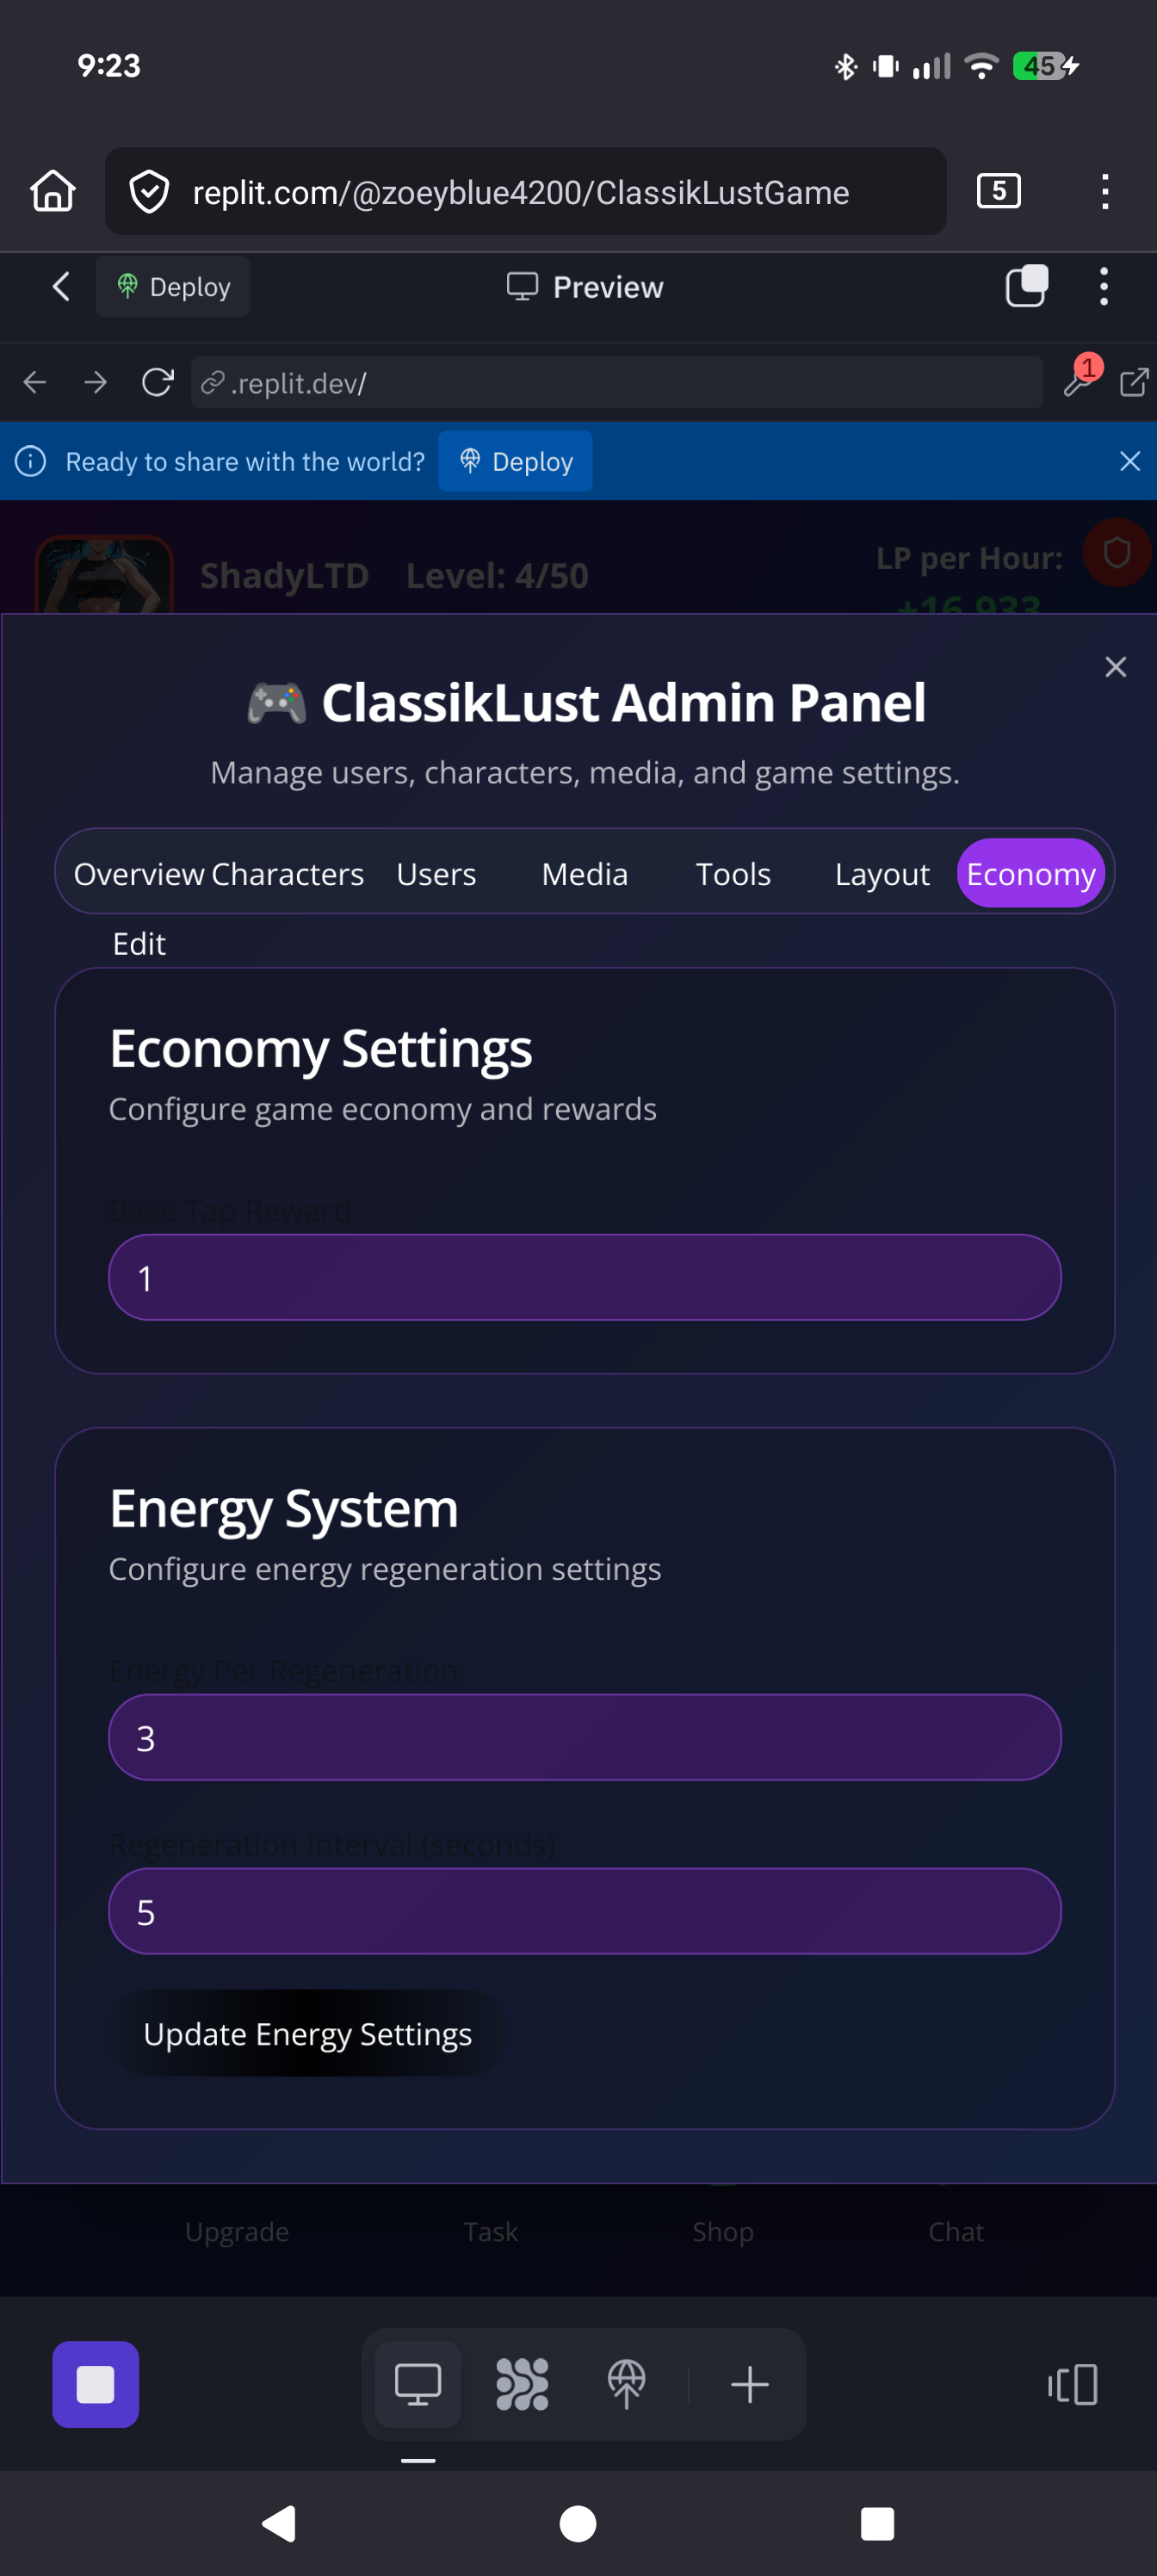 9:23
45
replit.com/@zoeyblue4200/ClassikLustGame
5
Deploy
Preview
.replit.dev/
1
Ready to share with the world?
Deploy
ShadyLTD Level: 4/50
LP per Hour:
+16,933
🎮 ClassikLust Admin Panel
Manage users, characters, media, and game settings.
Overview Characters Users Media Tools Layout Economy
Edit
Economy Settings
Configure game economy and rewards
Base Tap Reward
1
Energy System
Configure energy regeneration settings
Energy Per Regeneration
3
Regeneration Interval (seconds)
5
Update Energy Settings
Upgrade Task Shop Chat